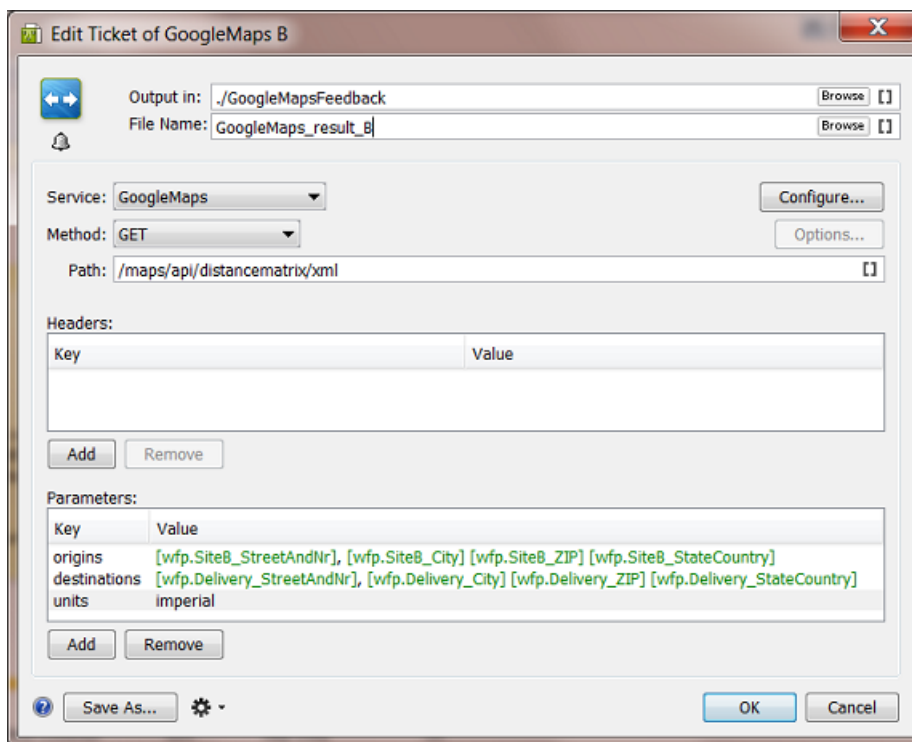 Edit Ticket of GoogleMaps B
Output in: ./GoogleMapsFeedback Browse []
File Name: GoogleMaps_result_B Browse []
Service: GoogleMaps Configure...
Method: GET Options...
Path: /maps/api/distancematrix/xml []
Headers:
Key Value
Add Remove
Parameters:
Key Value
origins [wfp.SiteB_StreetAndNr], [wfp.SiteB_City] [wfp.SiteB_ZIP] [wfp.SiteB_StateCountry]
destinations [wfp.Delivery_StreetAndNr], [wfp.Delivery_City] [wfp.Delivery_ZIP] [wfp.Delivery_StateCountry]
units imperial
Add Remove
? Save As... OK Cancel